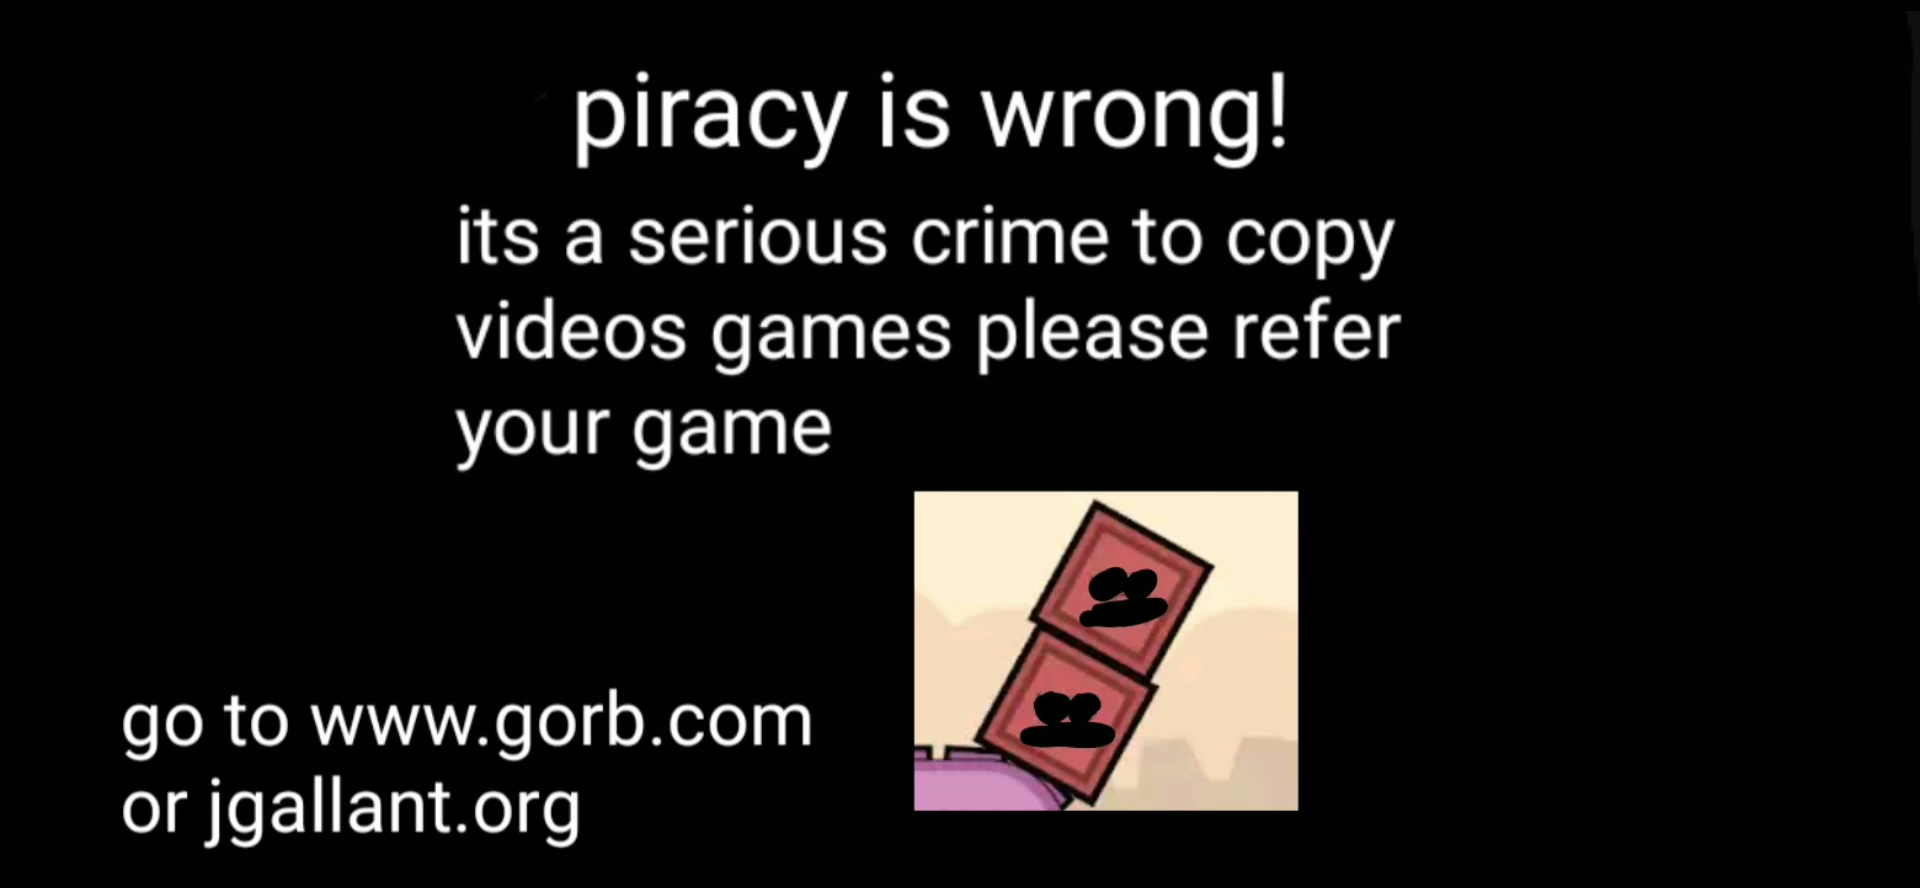 piracy is wrong!
its a serious crime to copy
videos games please refer
your game
go to www.gorb.com
or jgallant.org